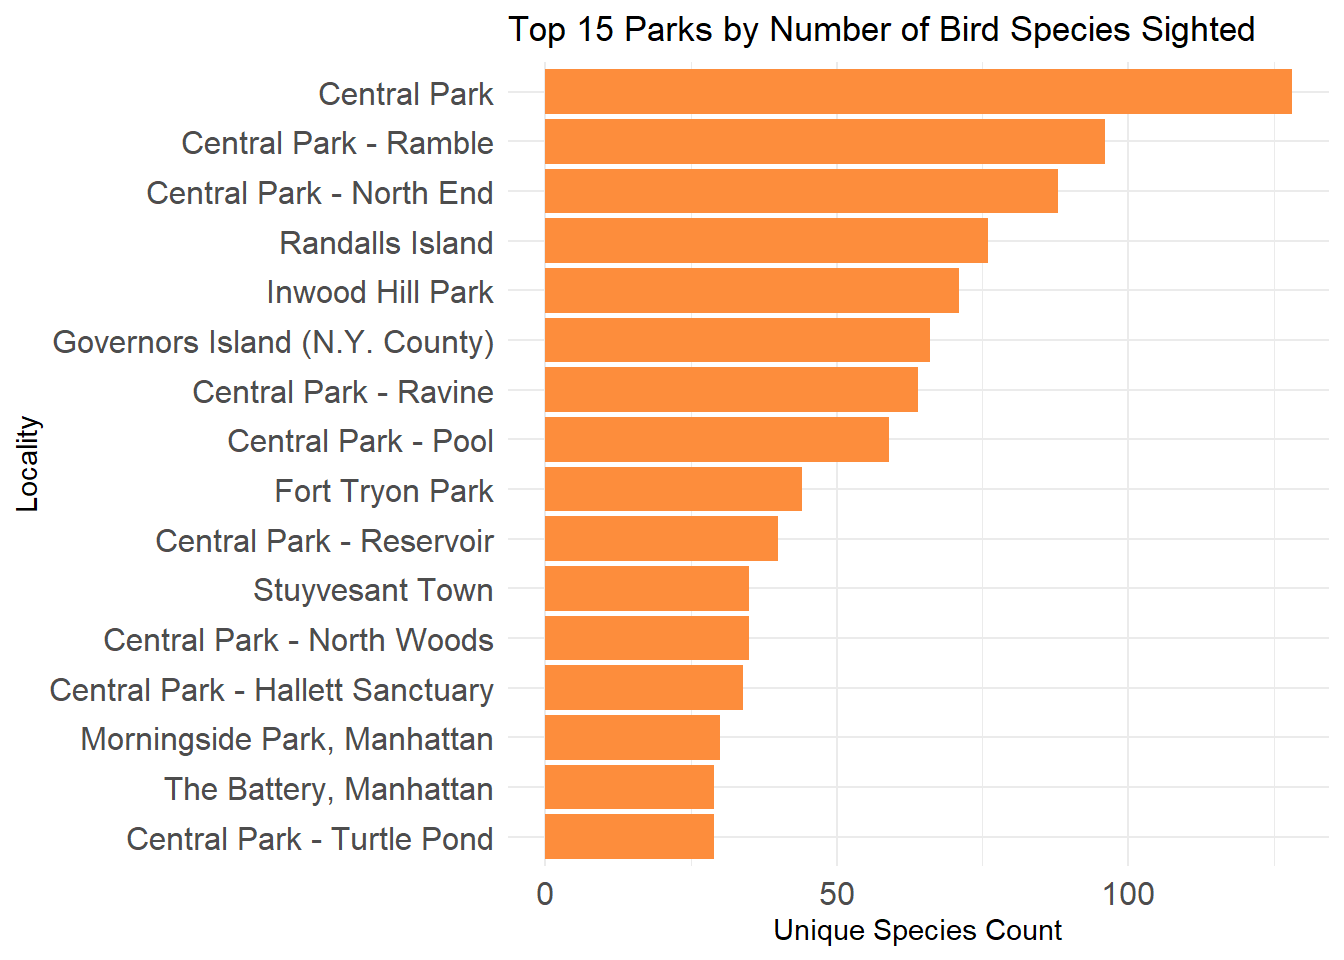 Top 15 Parks by Number of Bird Species Sighted
Central Park
Central Park - Ramble
Central Park - North End
Randalls Island
Inwood Hill Park
Governors Island (N.Y. County)
Central Park - Ravine
Central Park - Pool
Fort Tryon Park
Central Park - Reservoir
Stuyvesant Town
Central Park - North Woods
Central Park - Hallett Sanctuary
Morningside Park, Manhattan
The Battery, Manhattan
Central Park - Turtle Pond
Locality
0 50 100
Unique Species Count